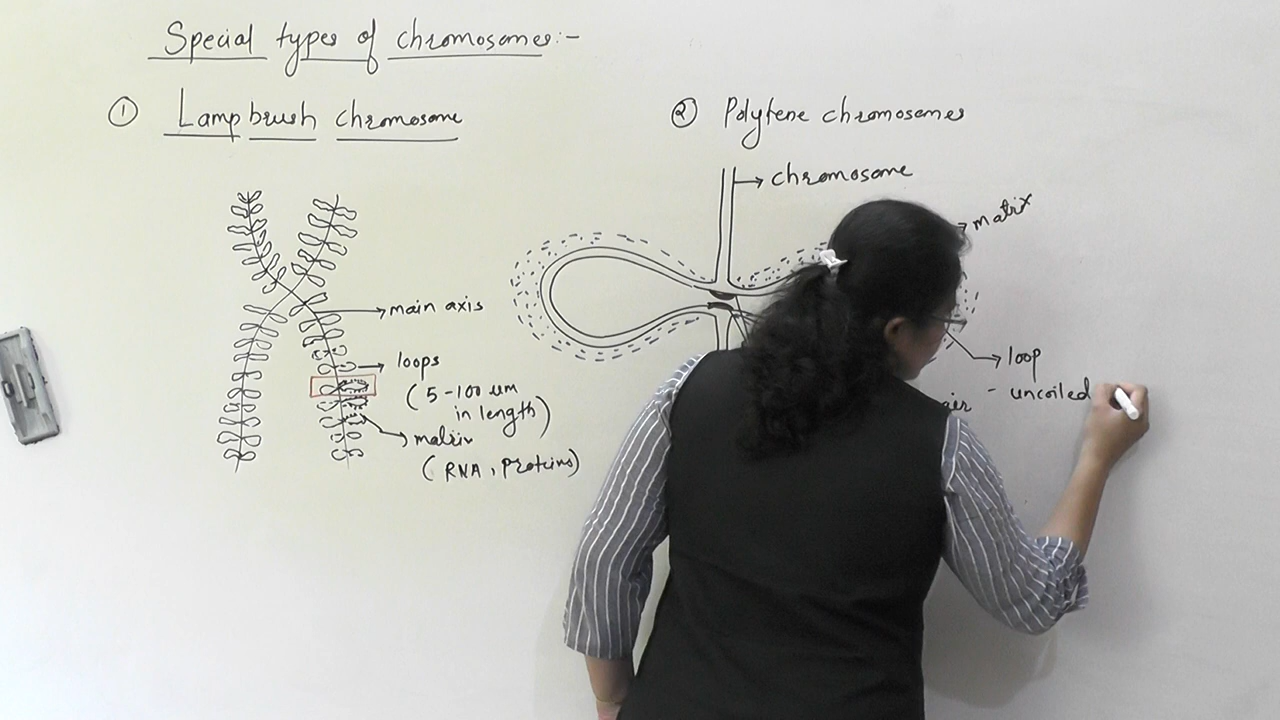 Special types of chromosomes:-
① Lampbrush chromosome
② Polytene chromosomes
chromosome
matrix
main axis
loops
(5-100 um
in length)
matrix
(RNA, proteins)
loop
- uncoiled